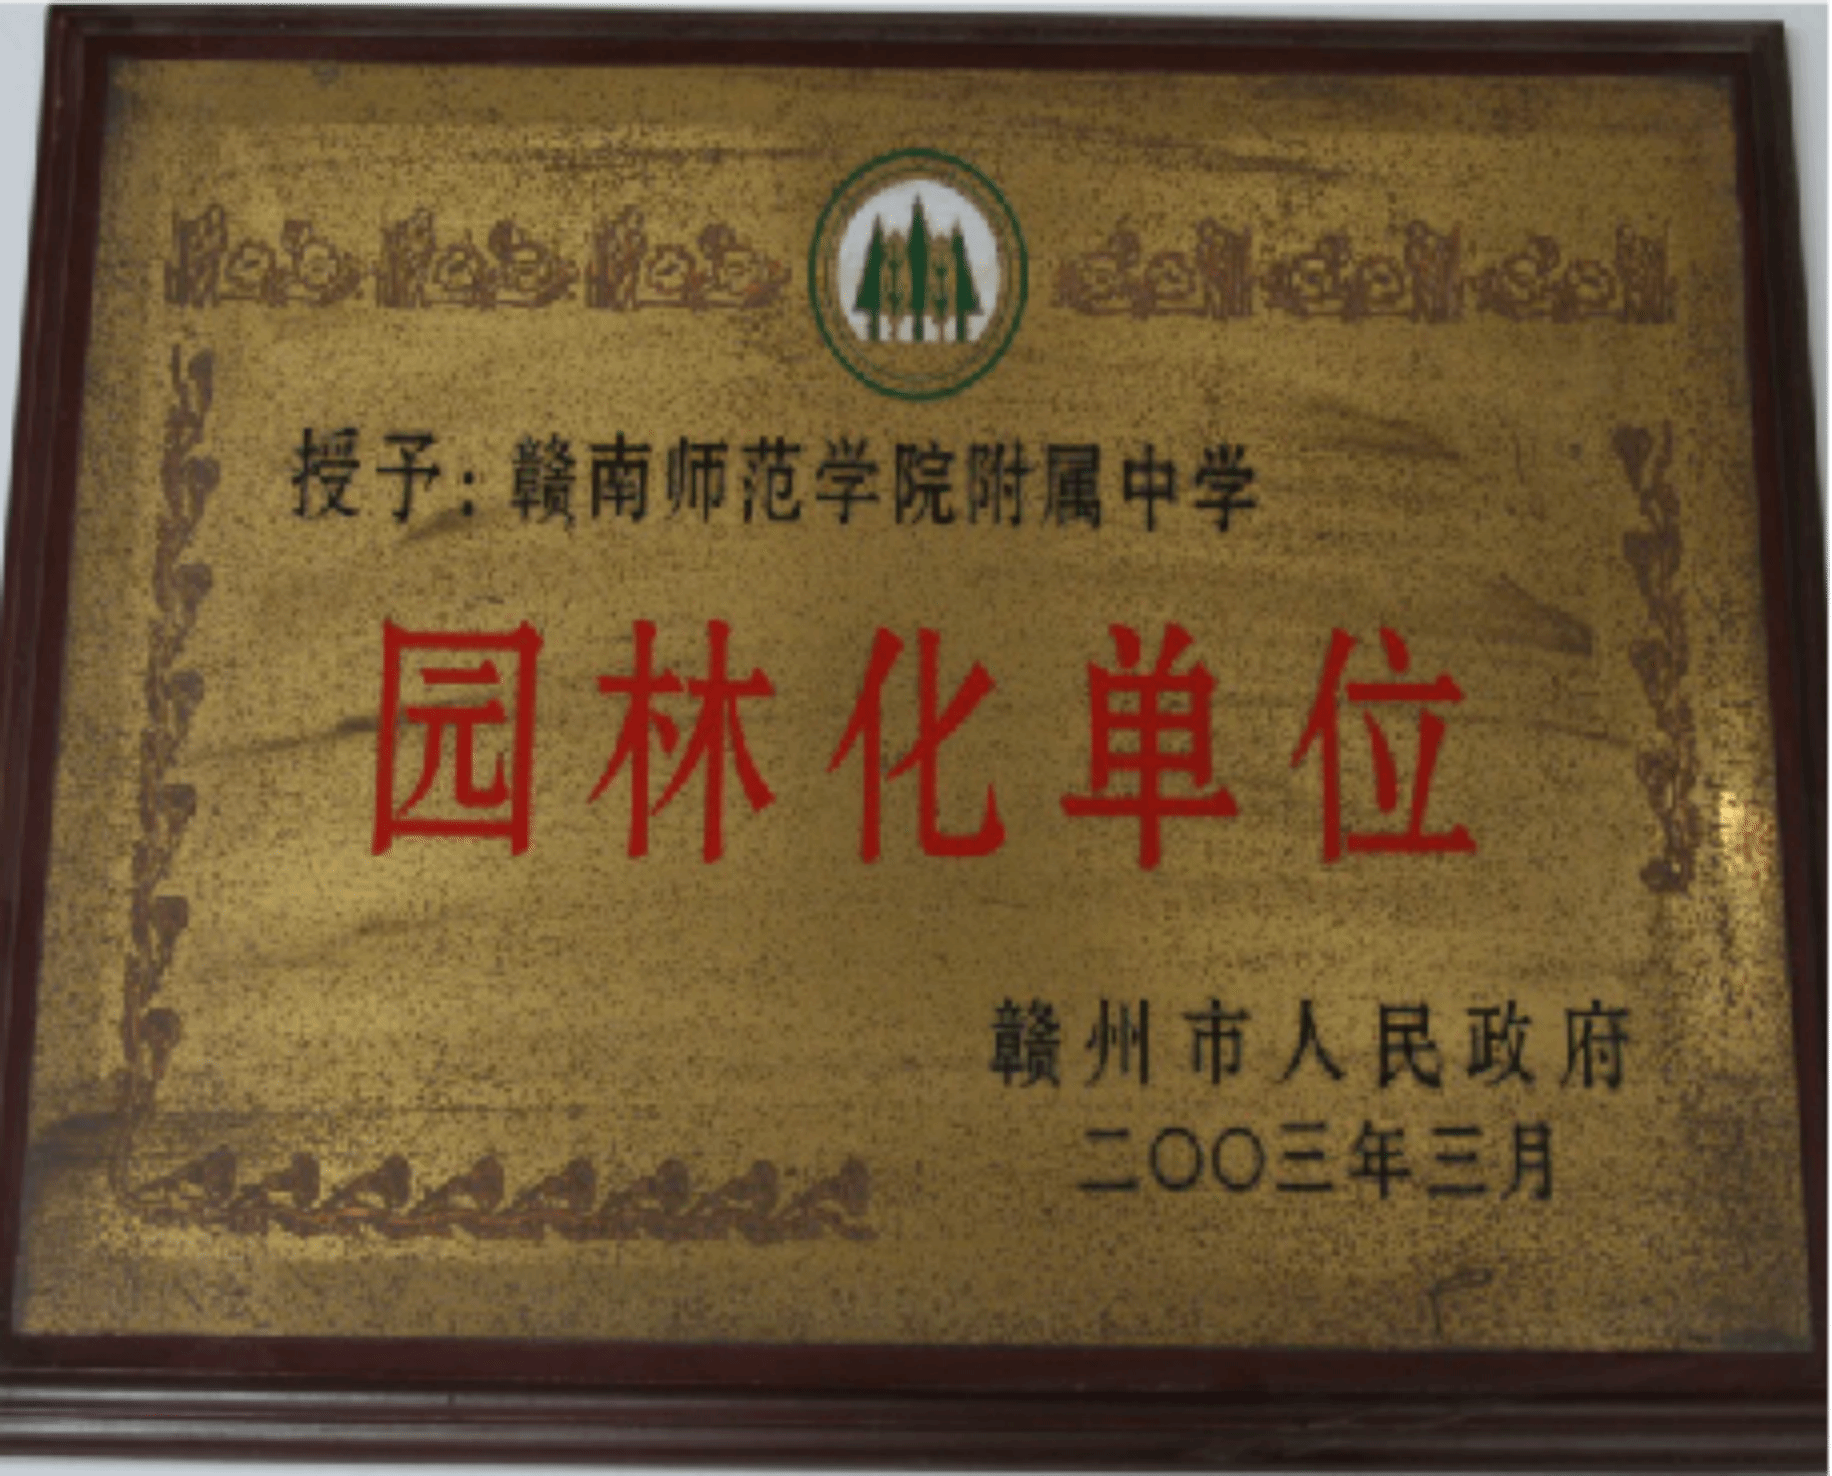 授予：赣南师范学院附属中学
园林化单位
赣州市人民政府
二〇〇三年三月